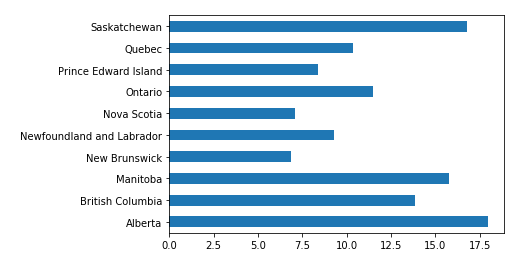 Saskatchewan
Quebec
Prince Edward Island
Ontario
Nova Scotia
Newfoundland and Labrador
New Brunswick
Manitoba
British Columbia
Alberta
0.0 2.5 5.0 7.5 10.0 12.5 15.0 17.5